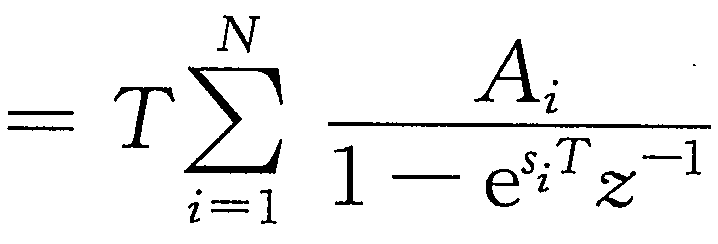 = T \sum_{i=1}^{N} \frac{A_i}{1 - e^{s_i T} z^{-1}}